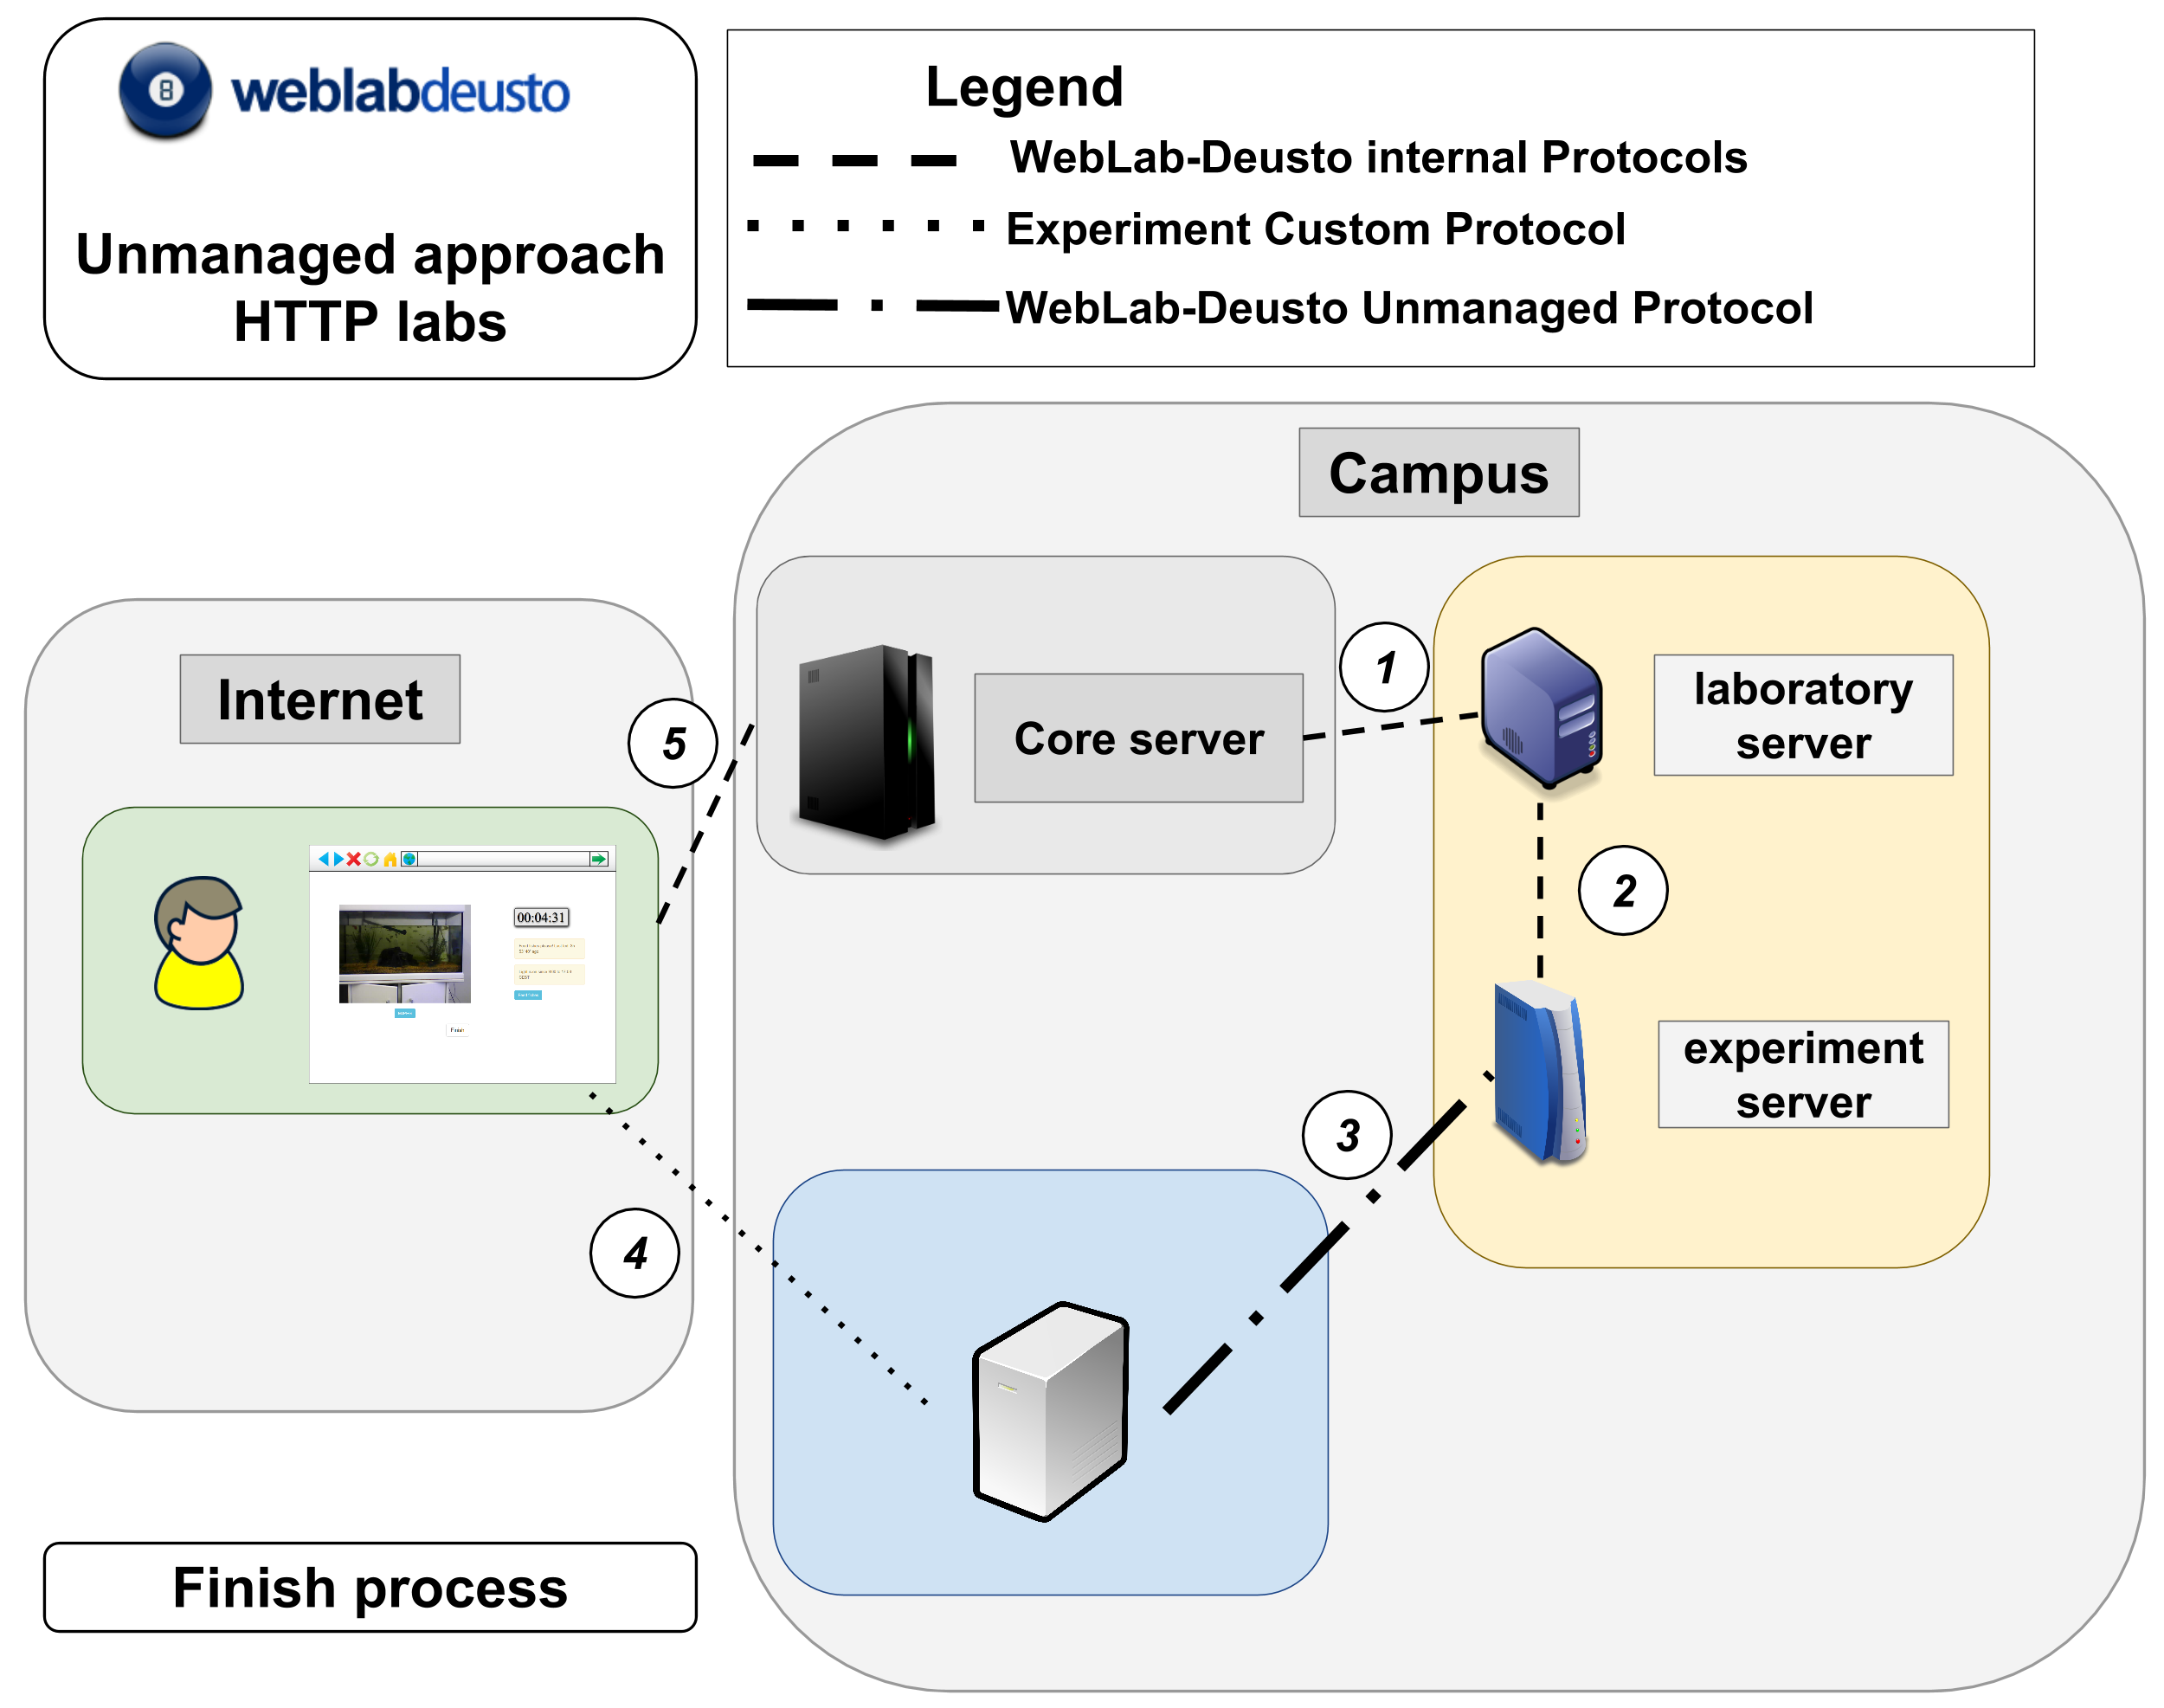 8
weblabdeusto
Unmanaged approach
HTTP labs
Legend
WebLab-Deusto internal Protocols
Experiment Custom Protocol
WebLab-Deusto Unmanaged Protocol
Campus
Internet
5
Core server
1
laboratory
server
00:04:31
2
experiment
server
3
4
Finish process